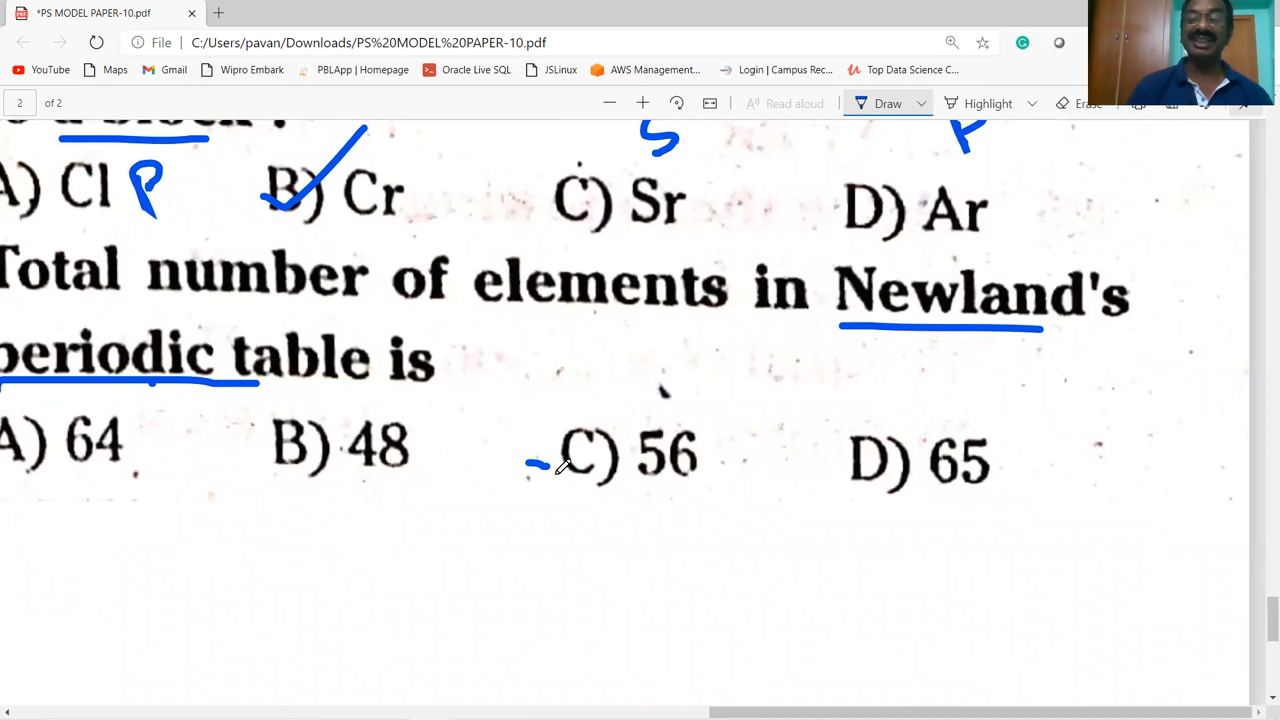 *PS MODEL PAPER-10.pdf
File C:/Users/pavan/Downloads/PS%20MODEL%20PAPER-10.pdf
YouTube Maps Gmail Wipro Embark PBLApp | Homepage Oracle Live SQL JSLinux AWS Management... Login | Campus Rec... Top Data Science C...
2 of 2 Read aloud Draw Highlight Erase
S P
A) Cl P B) Cr C) Sr D) Ar
Total number of elements in Newland's
periodic table is
A) 64 B) 48 C) 56 D) 65